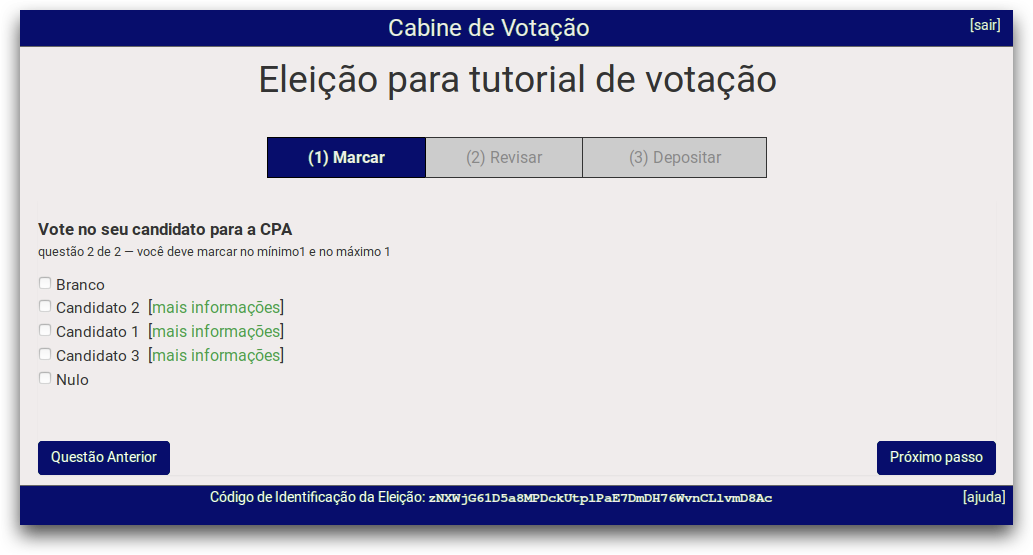 Cabine de Votação
[sair]
Eleição para tutorial de votação
(1) Marcar
(2) Revisar
(3) Depositar
Vote no seu candidato para a CPA
questão 2 de 2 — você deve marcar no mínimo1 e no máximo 1
Branco
Candidato 2 [mais informações]
Candidato 1 [mais informações]
Candidato 3 [mais informações]
Nulo
Questão Anterior
Próximo passo
Código de Identificação da Eleição: zNXWjG61D5a8MPDckUtplPaE7DmDH76WvnCLlvmD8Ac
[ajuda]